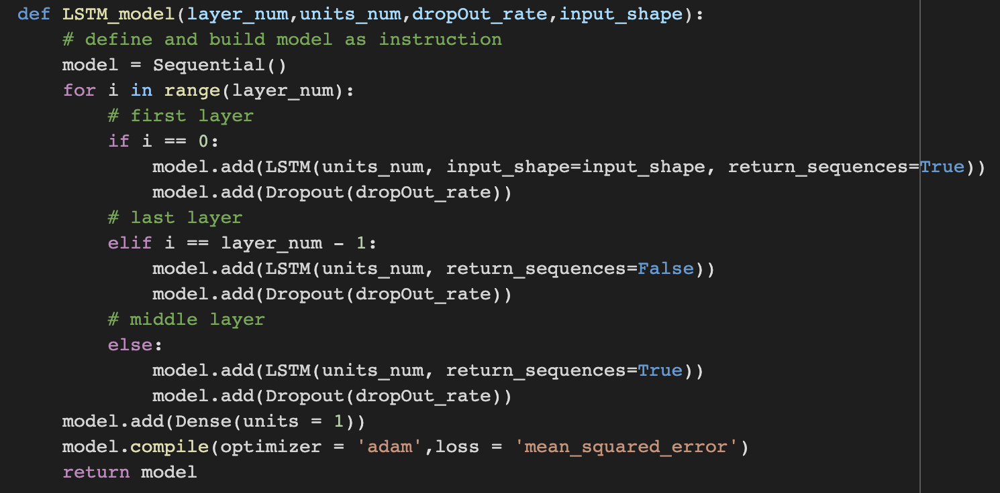 def LSTM_model(layer_num,units_num,dropOut_rate,input_shape):
    # define and build model as instruction
    model = Sequential()
    for i in range(layer_num):
        # first layer
        if i == 0:
            model.add(LSTM(units_num, input_shape=input_shape, return_sequences=True))
            model.add(Dropout(dropOut_rate))
        # last layer
        elif i == layer_num - 1:
            model.add(LSTM(units_num, return_sequences=False))
            model.add(Dropout(dropOut_rate))
        # middle layer
        else:
            model.add(LSTM(units_num, return_sequences=True))
            model.add(Dropout(dropOut_rate))
    model.add(Dense(units = 1))
    model.compile(optimizer = 'adam',loss = 'mean_squared_error')
    return model